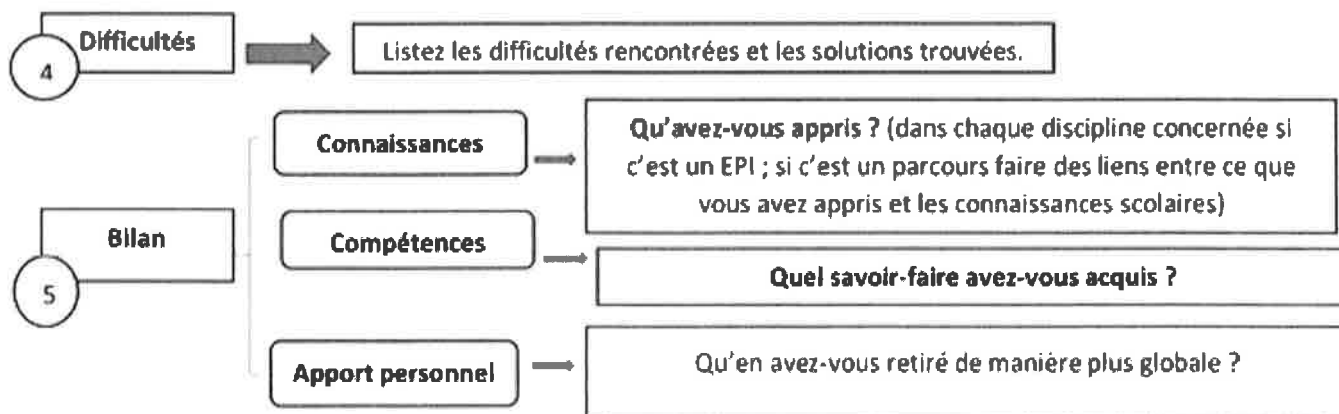 Difficultés
4
Listez les difficultés rencontrées et les solutions trouvées.
Connaissances
Qu'avez-vous appris ? (dans chaque discipline concernée si
c'est un EPI ; si c'est un parcours faire des liens entre ce que
vous avez appris et les connaissances scolaires)
Bilan
5
Compétences
Quel savoir-faire avez-vous acquis ?
Apport personnel
Qu'en avez-vous retiré de manière plus globale ?